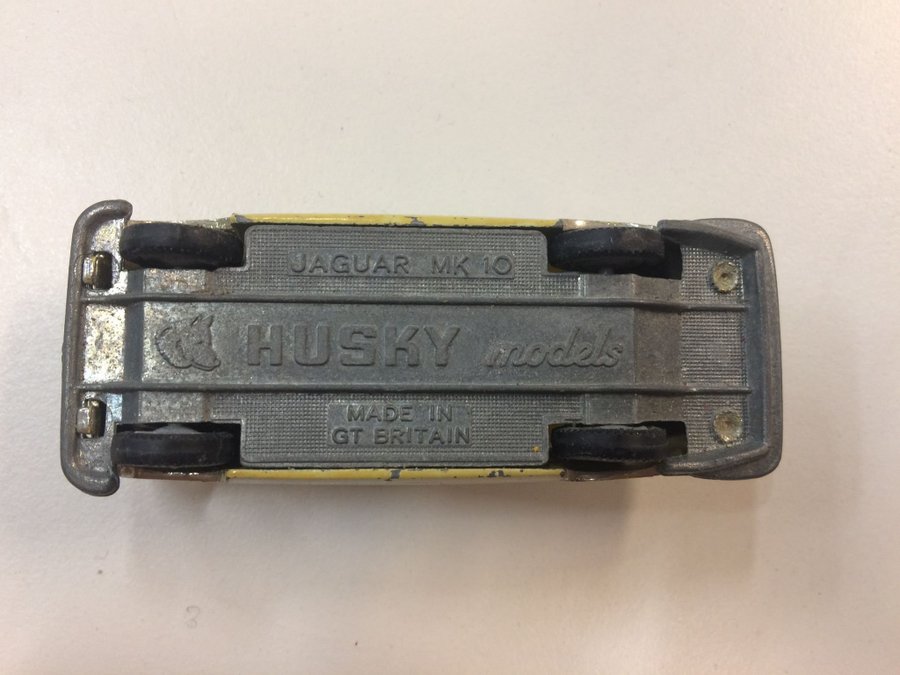 JAGUAR MK 10
HUSKY models
MADE IN
GT BRITAIN